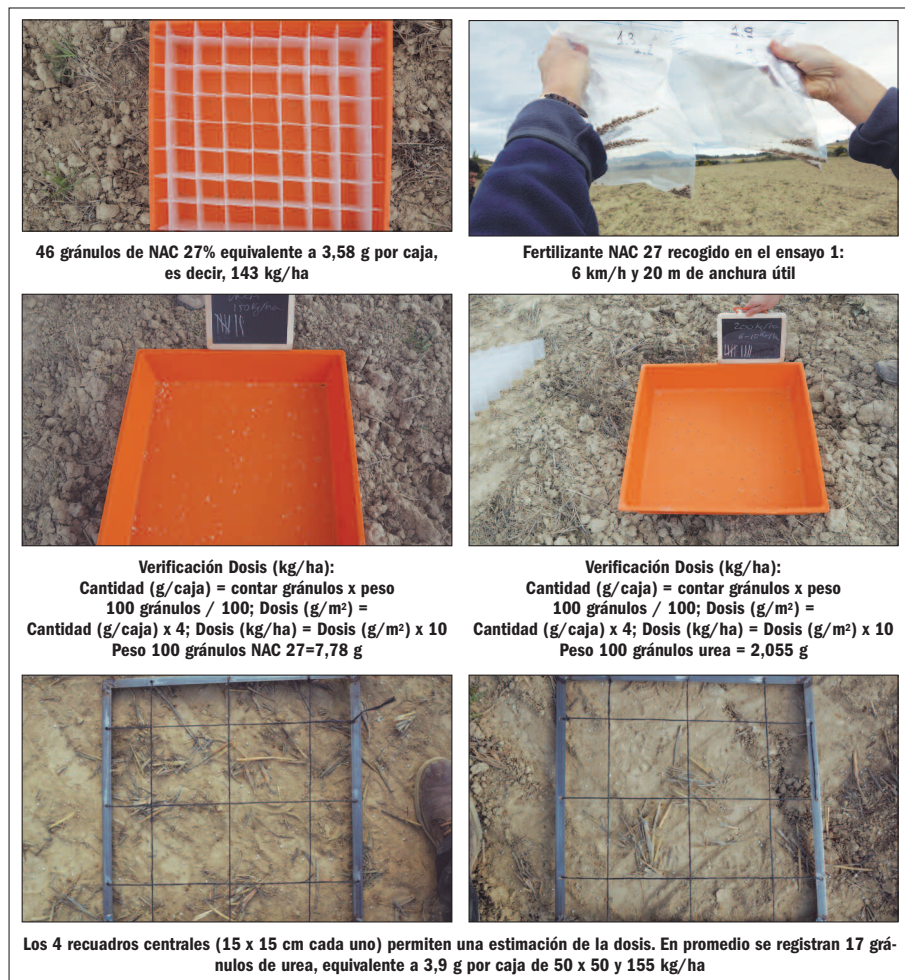 46 gránulos de NAC 27% equivalente a 3,58 g por caja,
es decir, 143 kg/ha
Fertilizante NAC 27 recogido en el ensayo 1:
6 km/h y 20 m de anchura útil
Verificación Dosis (kg/ha):
Cantidad (g/caja) = contar gránulos x peso
100 gránulos / 100; Dosis (g/m²) =
Cantidad (g/caja) x 4; Dosis (kg/ha) = Dosis (g/m²) x 10
Peso 100 gránulos NAC 27=7,78 g
Verificación Dosis (kg/ha):
Cantidad (g/caja) = contar gránulos x peso
100 gránulos / 100; Dosis (g/m²) =
Cantidad (g/caja) x 4; Dosis (kg/ha) = Dosis (g/m²) x 10
Peso 100 gránulos urea = 2,055 g
Los 4 recuadros centrales (15 x 15 cm cada uno) permiten una estimación de la dosis. En promedio se registran 17 grá-
nulos de urea, equivalente a 3,9 g por caja de 50 x 50 y 155 kg/ha